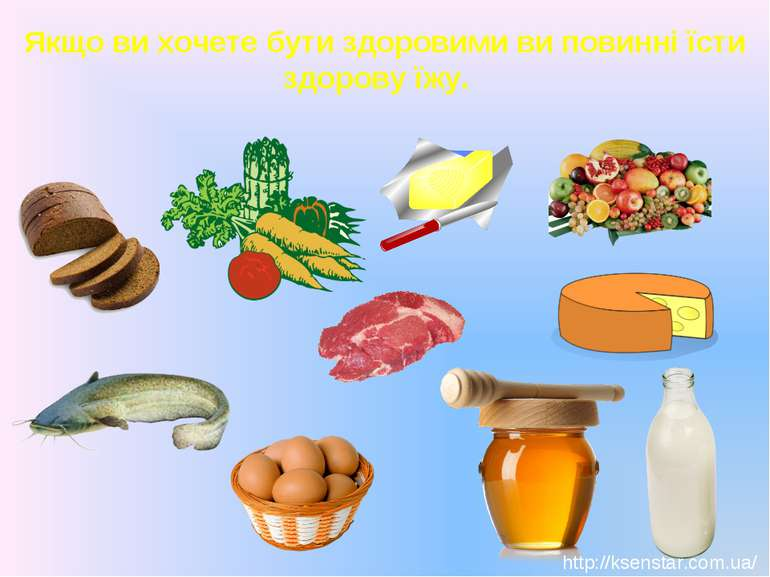 Якщо ви хочете бути здоровими ви повинні їсти
здорову їжу.
http://ksenstar.com.ua/